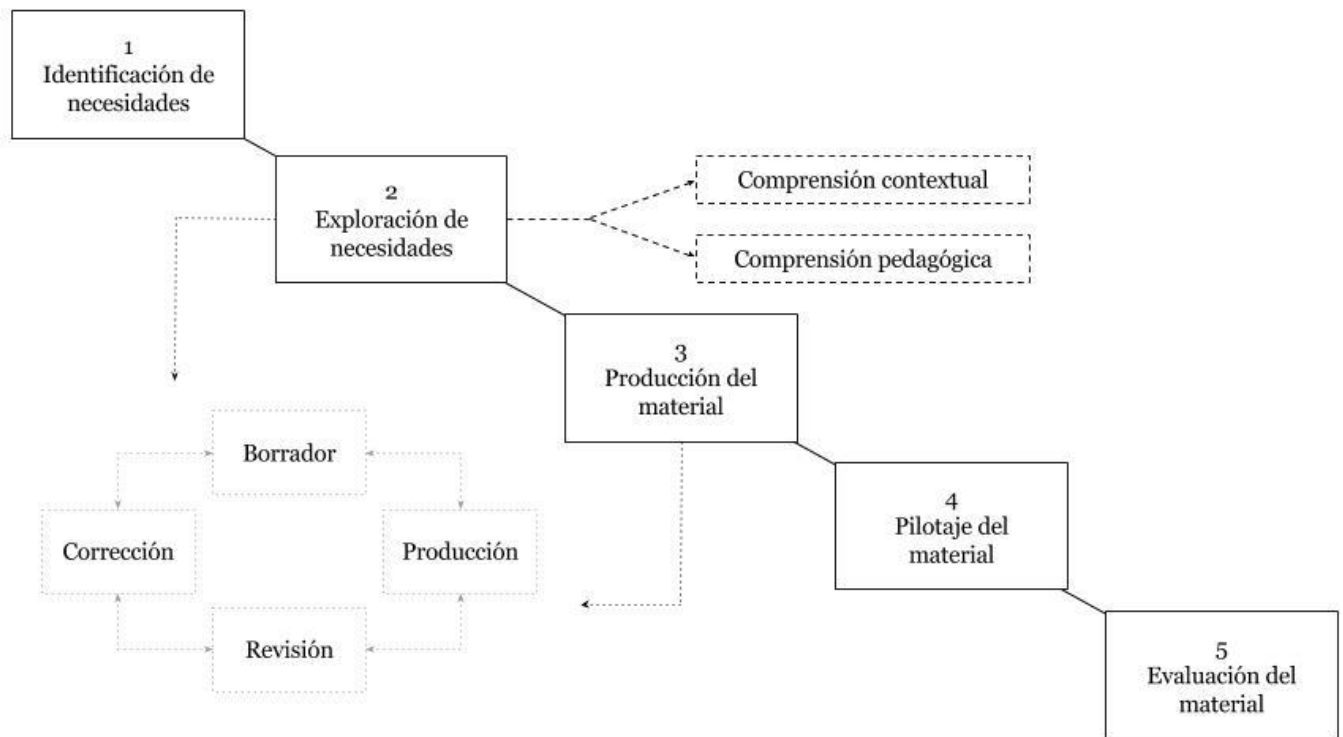 1
Identificación de
necesidades
2
Exploración de
necesidades
Comprensión contextual
Comprensión pedagógica
3
Producción del
material
Borrador
Corrección
Producción
Revisión
4
Pilotaje del
material
5
Evaluación del
material